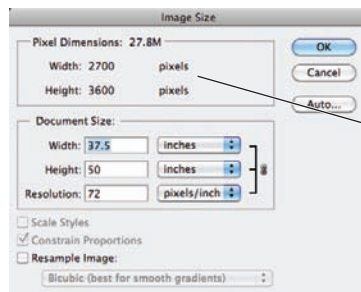 Image Size
Pixel Dimensions: 27.8M
Width: 2700 pixels
Height: 3600 pixels
OK
Cancel
Auto...
Document Size:
Width: 37.5 inches
Height: 50 inches
Resolution: 72 pixels/inch
Scale Styles
Constrain Proportions
Resample Image:
Bicubic (best for smooth gradients)